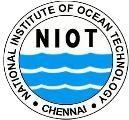 NATIONAL INSTITUTE OF OCEAN TECHNOLOGY
NIOT
• CHENNAI •